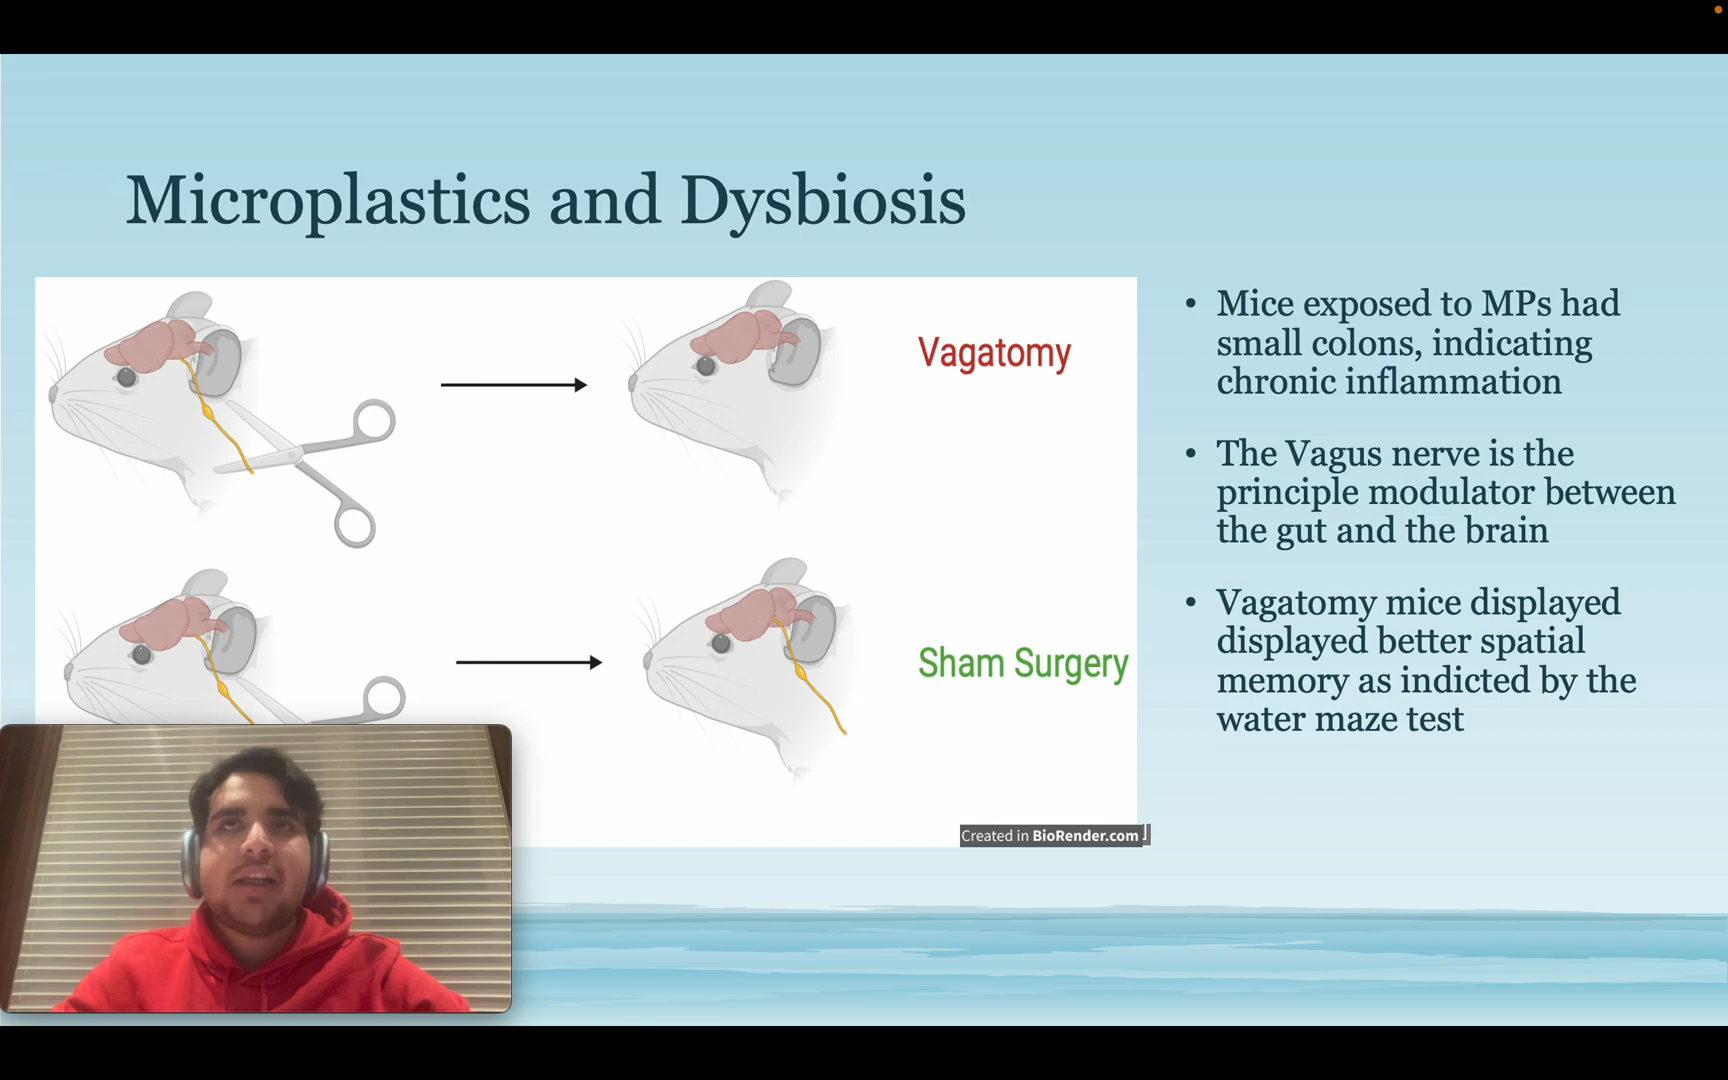 Microplastics and Dysbiosis
Vagatomy
Sham Surgery
Created in BioRender.com
• Mice exposed to MPs had
small colons, indicating
chronic inflammation
• The Vagus nerve is the
principle modulator between
the gut and the brain
• Vagatomy mice displayed
displayed better spatial
memory as indicted by the
water maze test